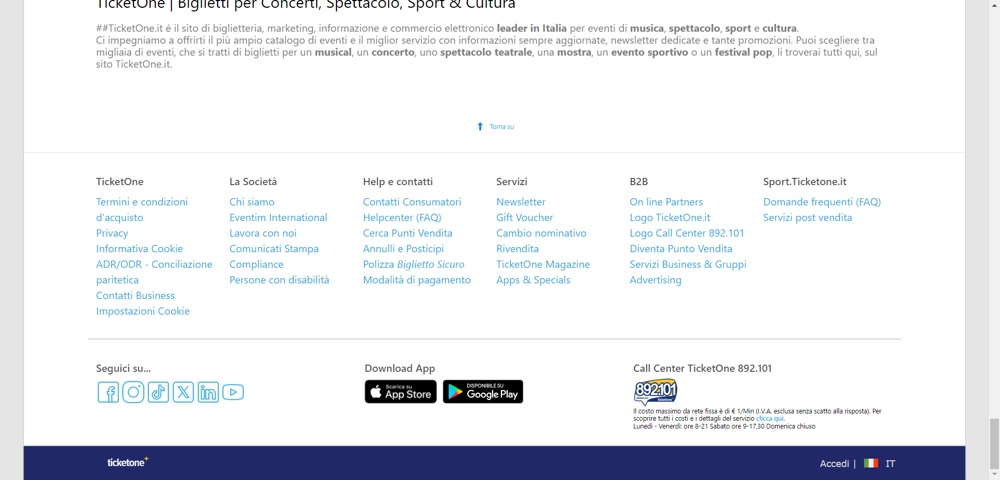 TicketOne | Biglietti per Concerti, Spettacolo, Sport & Cultura
##TicketOne.it è il sito di biglietteria, marketing, informazione e commercio elettronico leader in Italia per eventi di musica, spettacolo, sport e cultura.
Ci impegniamo a offrirti il più ampio catalogo di eventi e il miglior servizio con informazioni sempre aggiornate, newsletter dedicate e tante promozioni. Puoi scegliere tra
migliaia di eventi, che si tratti di biglietti per un musical, un concerto, uno spettacolo teatrale, una mostra, un evento sportivo o un festival pop, li troverai tutti qui, sul
sito TicketOne.it.
Torna su
TicketOne
Termini e condizioni
d'acquisto
Privacy
Informativa Cookie
ADR/ODR - Conciliazione
paritetica
Contatti Business
Impostazioni Cookie
La Società
Chi siamo
Eventim International
Lavora con noi
Comunicati Stampa
Compliance
Persone con disabilità
Help e contatti
Contatti Consumatori
Helpcenter (FAQ)
Cerca Punti Vendita
Annulli e Posticipi
Polizza Biglietto Sicuro
Modalità di pagamento
Servizi
Newsletter
Gift Voucher
Cambio nominativo
Rivendita
TicketOne Magazine
Apps & Specials
B2B
On line Partners
Logo TicketOne.it
Logo Call Center 892.101
Diventa Punto Vendita
Servizi Business & Gruppi
Advertising
Sport.Ticketone.it
Domande frequenti (FAQ)
Servizi post vendita
Seguici su...
Download App
Scarica su
App Store
DISPONIBILE SU
Google Play
Call Center TicketOne 892.101
892.101
chiama ora ticketone
Il costo massimo da rete fissa è di € 1/Min (I.V.A. esclusa senza scatto alla risposta). Per
scoprire tutti i costi e i dettagli del servizio clicca qui.
Lunedì - Venerdì: ore 8-21 Sabato ore 9-17,30 Domenica chiuso
ticketone
Accedi | IT